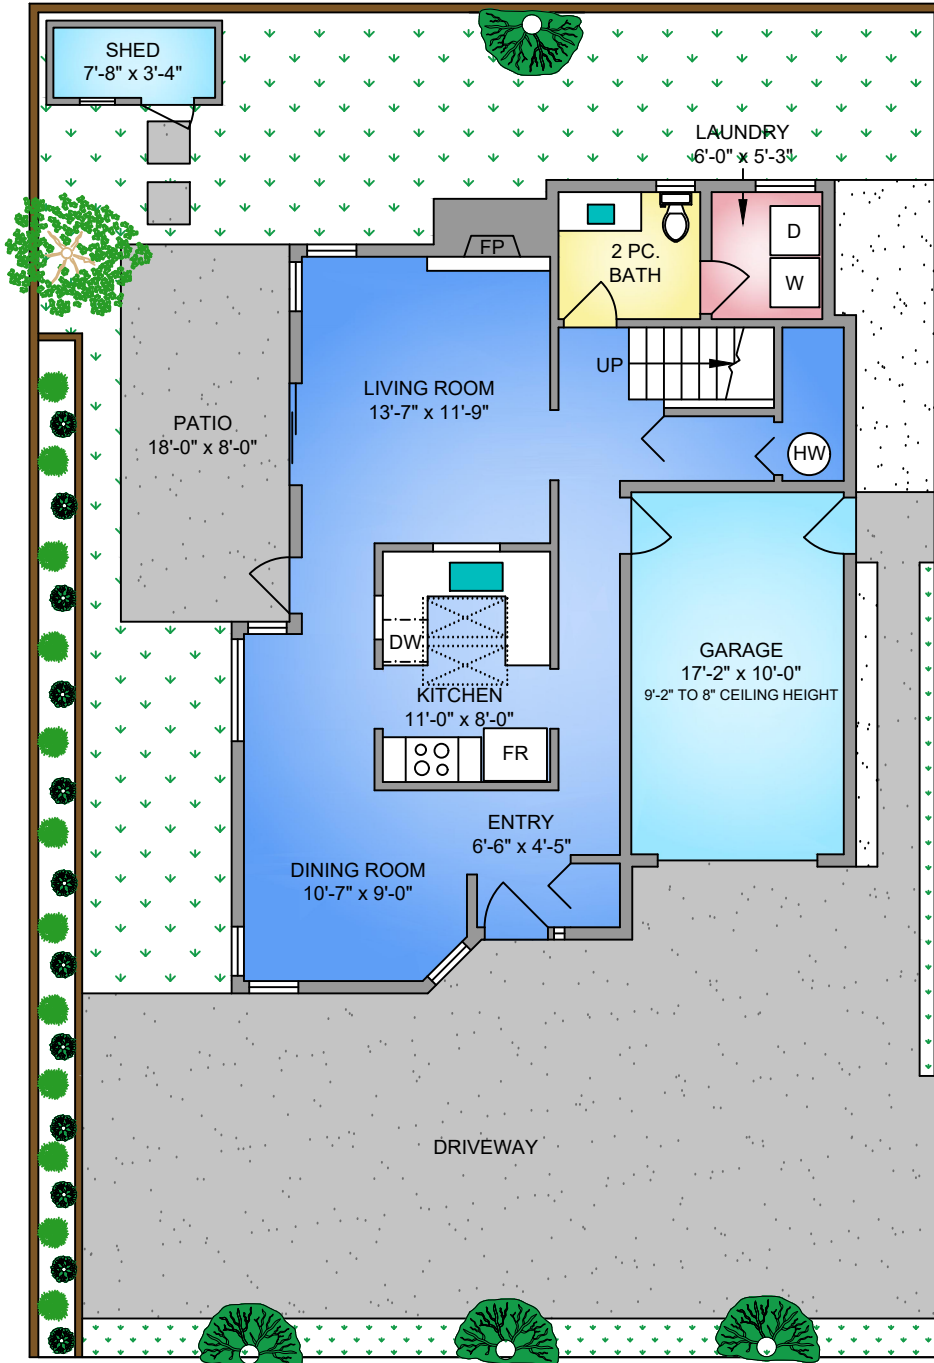 SHED
7'-8" x 3'-4"
LAUNDRY
6'-0" x 5'-3"
FP
2 PC.
BATH
D
W
UP
LIVING ROOM
13'-7" x 11'-9"
PATIO
18'-0" x 8'-0"
HW
DW
KITCHEN
11'-0" x 8'-0"
FR
GARAGE
17'-2" x 10'-0"
9'-2" TO 8" CEILING HEIGHT
ENTRY
6'-6" x 4'-5"
DINING ROOM
10'-7" x 9'-0"
DRIVEWAY